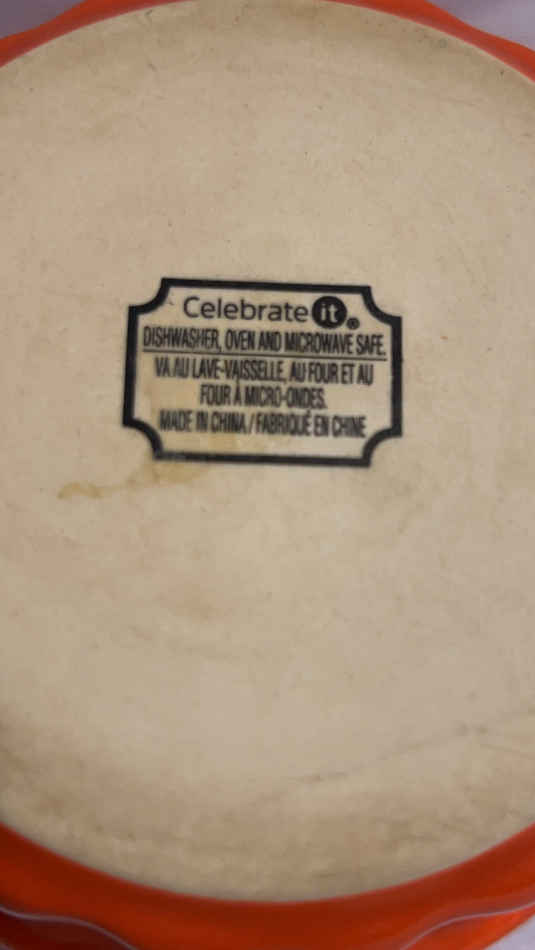 Celebrate it®
DISHWASHER, OVEN AND MICROWAVE SAFE.
VA AU LAVE-VAISSELLE, AU FOUR ET AU
FOUR À MICRO-ONDES.
MADE IN CHINA / FABRIQUÉ EN CHINE